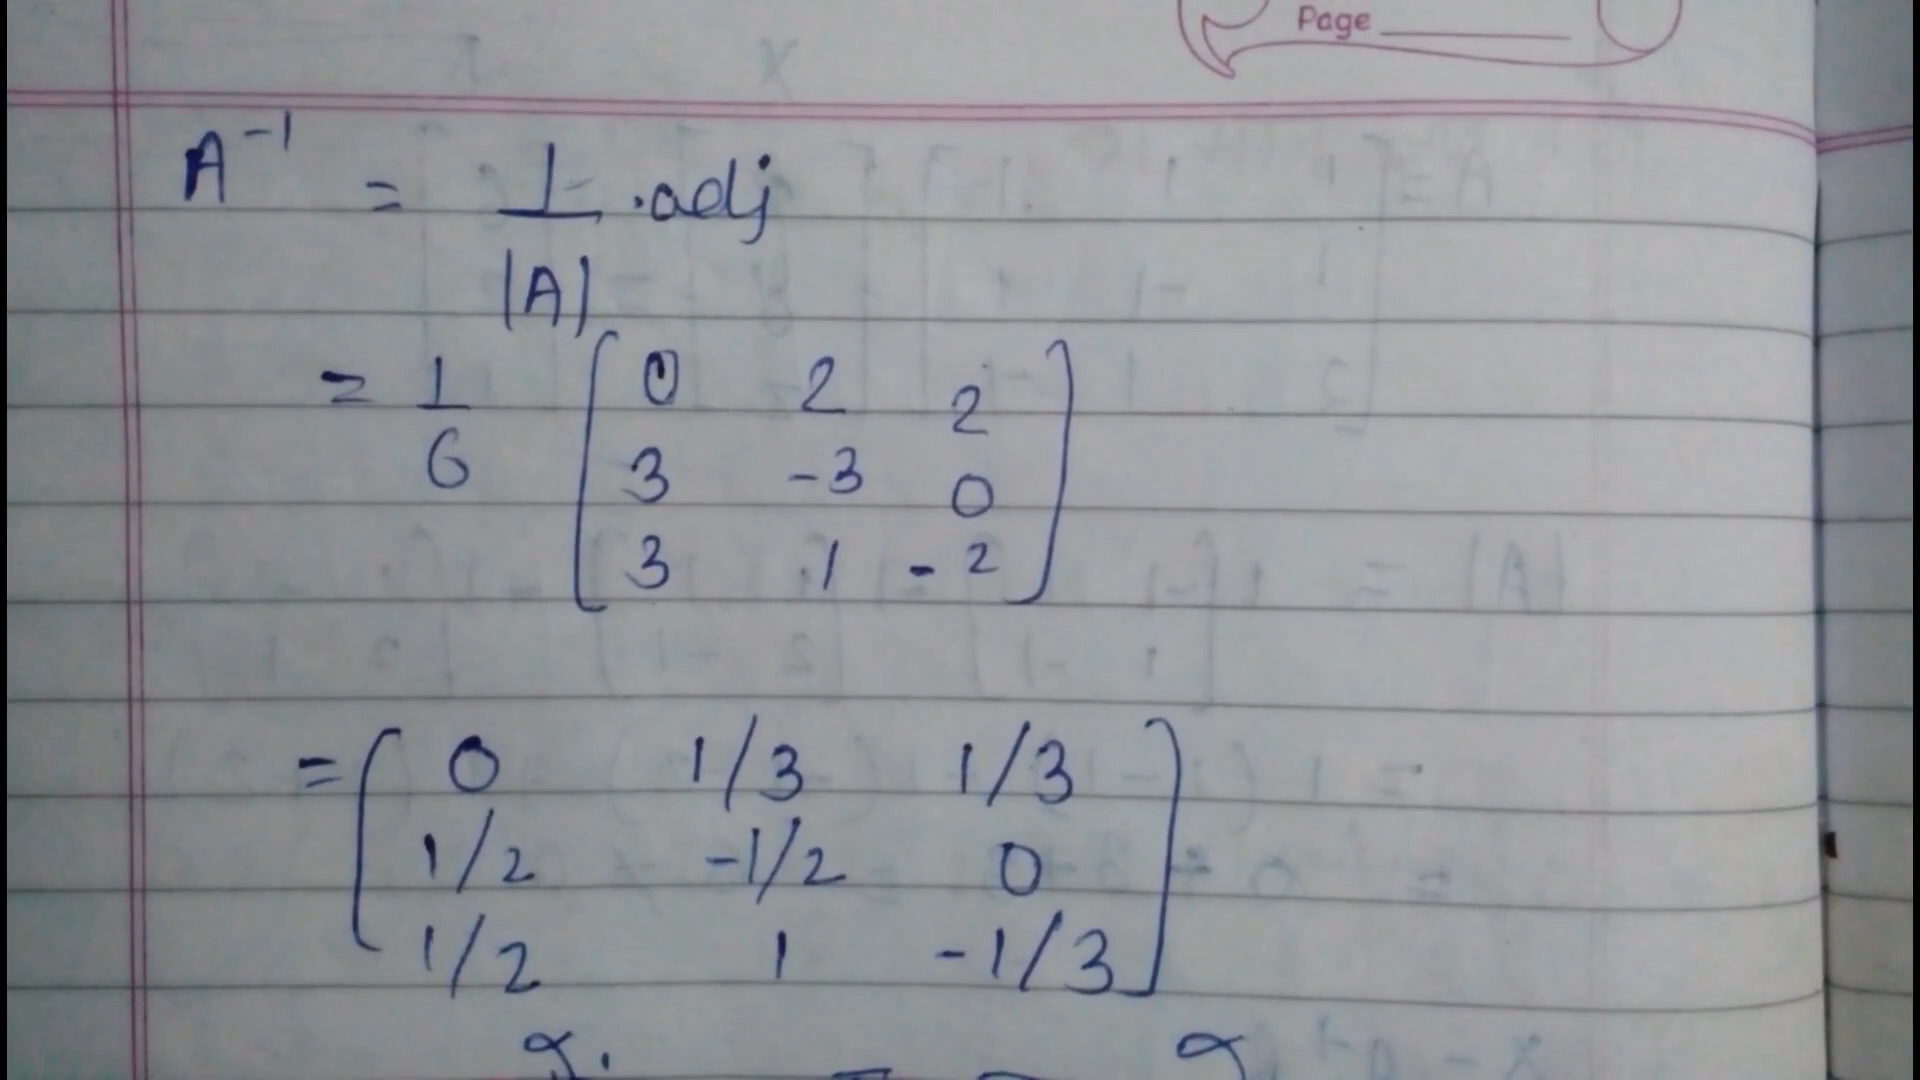 Page
A⁻¹ = 1/|A| .adj
= 1/6 [0 2 2
3 -3 0
3 1 -2]
= [0 1/3 1/3
1/2 -1/2 0
1/2 1 -1/3]